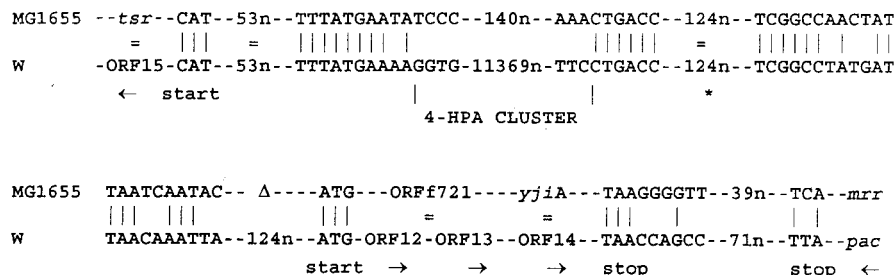 MG1655 --tsr--CAT--53n--TTTATGAATATCCC--140n--AAACTGACC--124n--TCGGCCAACTAT
= ||| = ||||||||| | |||||| = |||||| | | ||
W -ORF15-CAT--53n--TTTATGAAAAGGTG-11369n-TTCCTGACC--124n--TCGGCCTATGAT
← start | | *
4-HPA CLUSTER
MG1655 TAATCAATAC-- Δ----ATG---ORFf721----yjiA--TAAGGGGTT--39n--TCA--mrr
||| ||| ||| = = ||| | | |
W TAACAAATTA--124n--ATG-ORF12-ORF13---ORF14--TAACCAGCC--71n--TTA--pac
start → → → stop stop ←